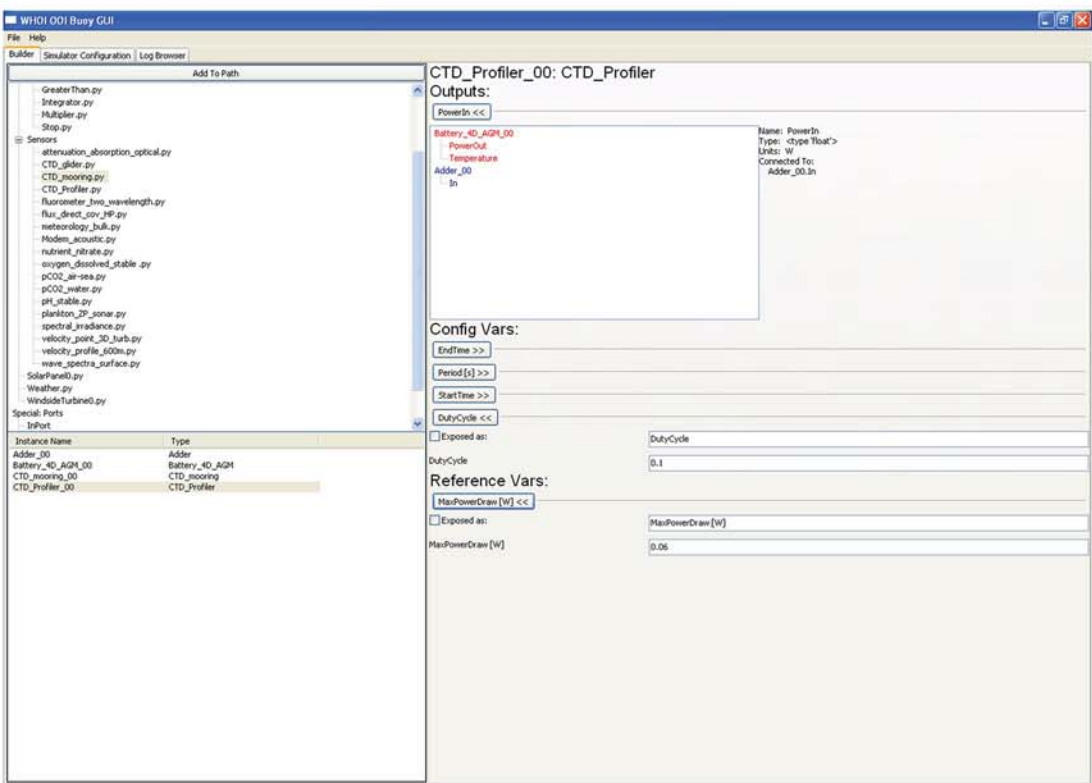 WHOI OOI Buoy GUI
File Help
Builder Simulator Configuration Log Browser
Add To Path
GreaterThan.py
Integrator.py
Multiplier.py
Stop.py
Sensors
attenuation_absorption_optical.py
CTD_glider.py
CTD_mooring.py
CTD_Profiler.py
fluorometer_two_wavelength.py
flux_direct_cov_HP.py
meteorology_bulk.py
Modem_acoustic.py
nutrient_nitrate.py
oxygen_dissolved_stable .py
pCO2_air-sea.py
pCO2_water.py
pH_stable.py
plankton_ZP_sonar.py
spectral_irradiance.py
velocity_point_3D_turb.py
velocity_profile_600m.py
wave_spectra_surface.py
SolarPanel0.py
Weather.py
WindsideTurbine0.py
Special: Ports
InPort
Instance Name Type
Adder_00 Adder
Battery_4D_AGM_00 Battery_4D_AGM
CTD_mooring_00 CTD_mooring
CTD_Profiler_00 CTD_Profiler
CTD_Profiler_00: CTD_Profiler
Outputs:
PowerIn <<
Battery_4D_AGM_00
PowerOut
Temperature
Adder_00
In
Name: PowerIn
Type: <type 'float'>
Units: W
Connected To:
Adder_00.In
Config Vars:
EndTime >>
Period [s] >>
StartTime >>
DutyCycle <<
Exposed as: DutyCycle
DutyCycle 0.1
Reference Vars:
MaxPowerDraw [W] <<
Exposed as: MaxPowerDraw [W]
MaxPowerDraw [W] 0.06